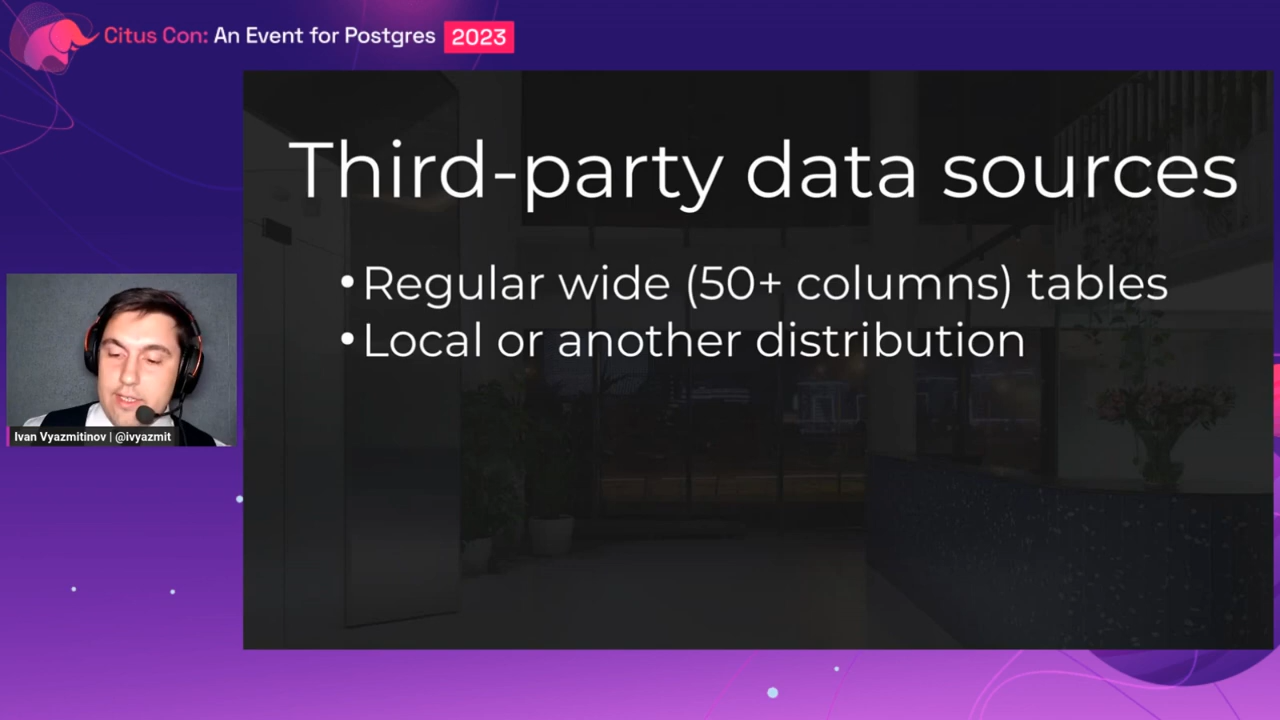 Citus Con: An Event for Postgres 2023
Third-party data sources
•Regular wide (50+ columns) tables
•Local or another distribution
Ivan Vyazmitinov | @ivyazmit